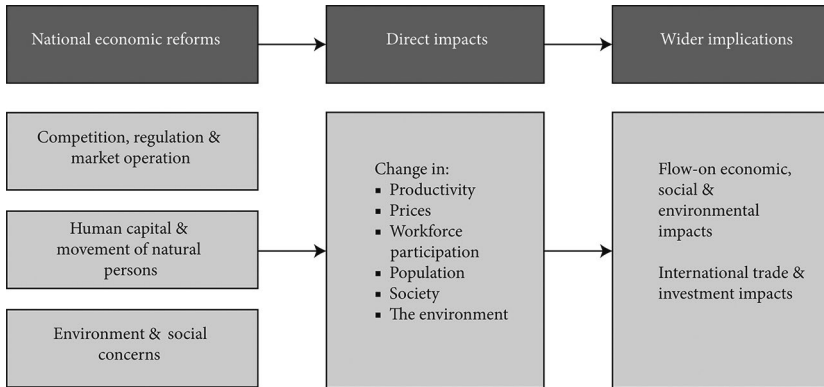 National economic reforms
Direct impacts
Wider implications
Competition, regulation &
market operation
Human capital &
movement of natural
persons
Environment & social
concerns
Change in:
▪ Productivity
▪ Prices
▪ Workforce
participation
▪ Population
▪ Society
▪ The environment
Flow-on economic,
social &
environmental
impacts
International trade &
investment impacts